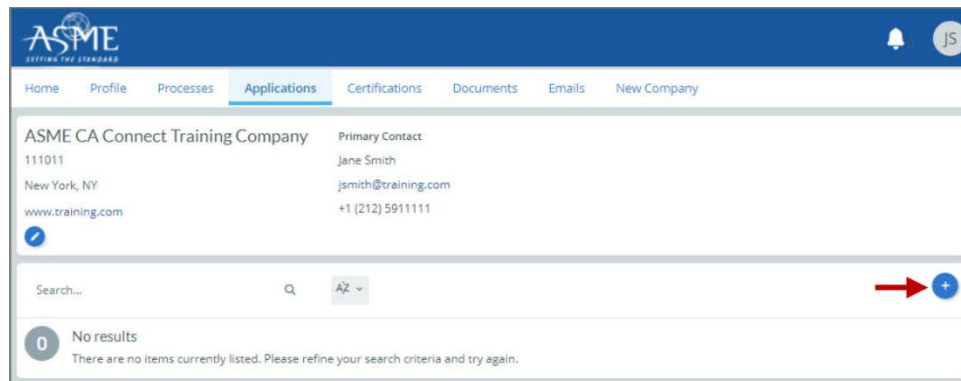 ASME
SETTING THE STANDARD
JS
Home Profile Processes Applications Certifications Documents Emails New Company
ASME CA Connect Training Company Primary Contact
111011 Jane Smith
New York, NY jsmith@training.com
www.training.com +1 (212) 5911111
Search... AZ
0 No results
There are no items currently listed. Please refine your search criteria and try again.